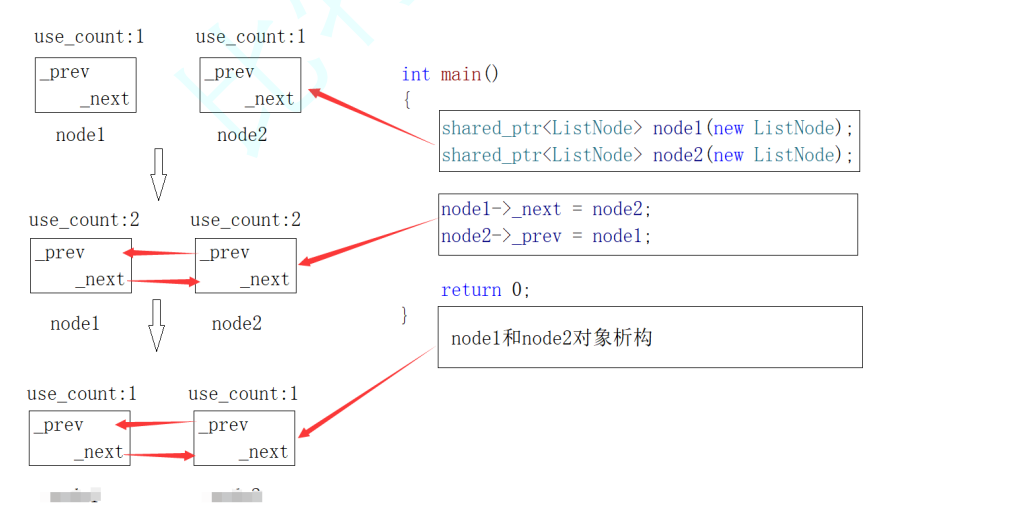 use_count:1 use_count:1
_prev _prev
_next _next
node1 node2
use_count:2 use_count:2
_prev _prev
_next _next
node1 node2
use_count:1 use_count:1
_prev _prev
_next _next
int main()
{
shared_ptr<ListNode> node1(new ListNode);
shared_ptr<ListNode> node2(new ListNode);
node1->_next = node2;
node2->_prev = node1;
return 0;
}
node1和node2对象析构